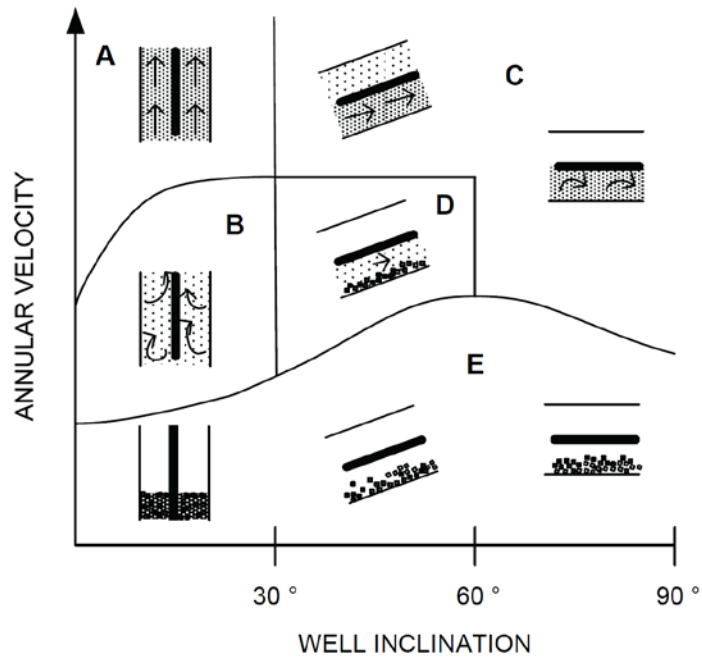 A
C
B
D
E
ANNULAR VELOCITY
30 °
60 °
90 °
WELL INCLINATION